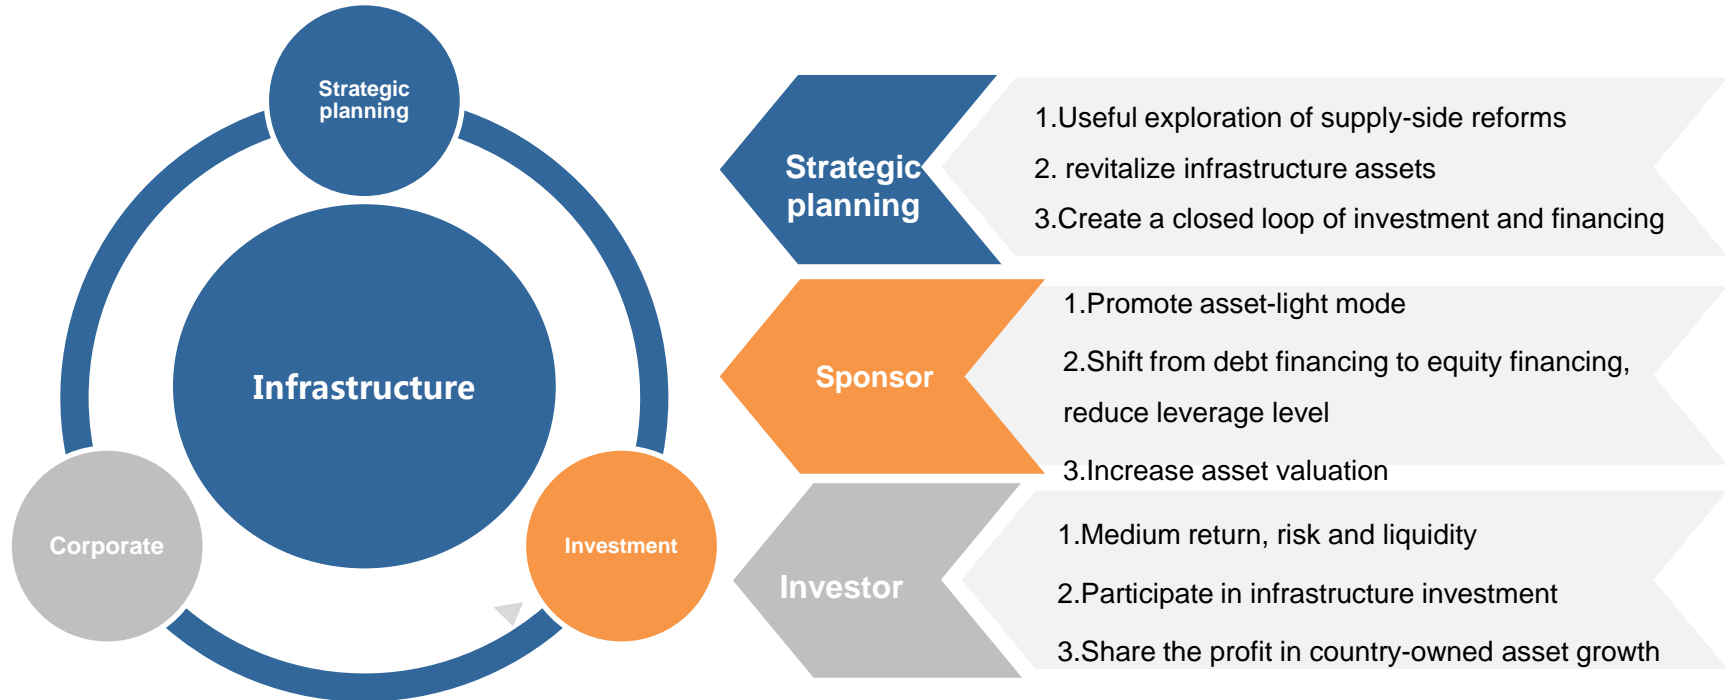 Strategic
planning
Infrastructure
Corporate
Investment
Strategic
planning
1.Useful exploration of supply-side reforms
2. revitalize infrastructure assets
3.Create a closed loop of investment and financing
Sponsor
1.Promote asset-light mode
2.Shift from debt financing to equity financing,
reduce leverage level
3.Increase asset valuation
Investor
1.Medium return, risk and liquidity
2.Participate in infrastructure investment
3.Share the profit in country-owned asset growth